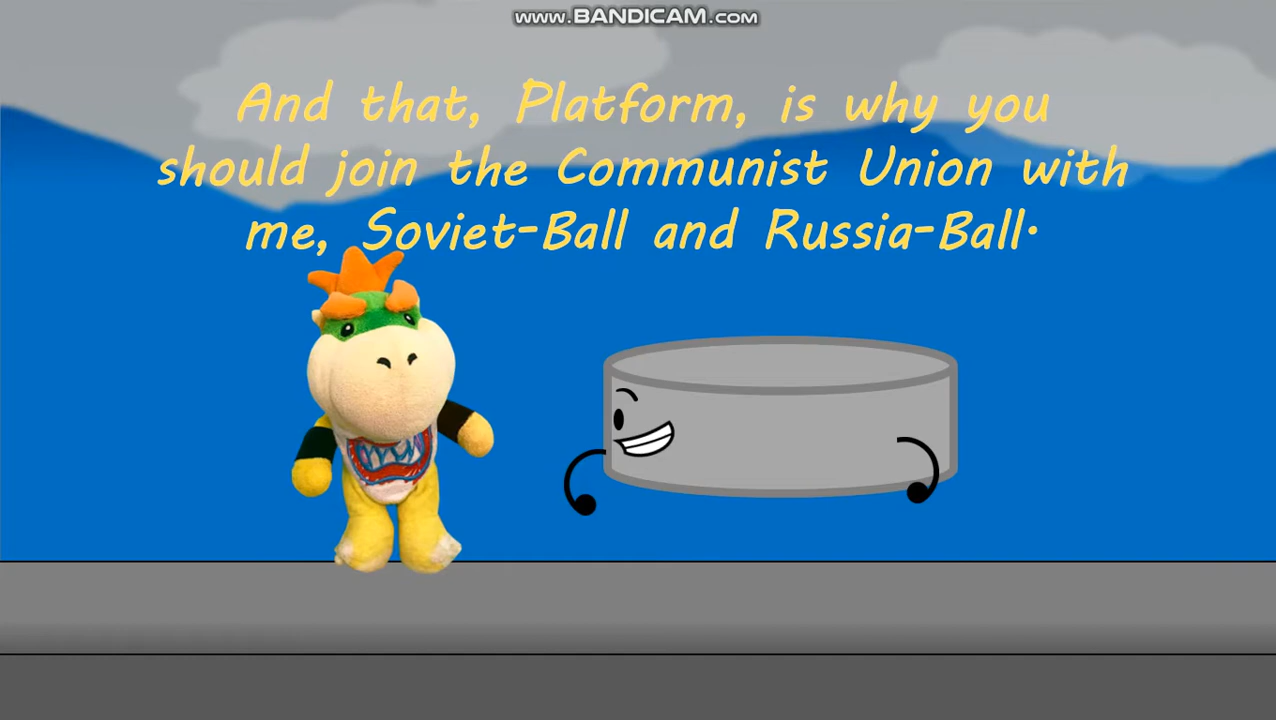 www.BANDICAM.com
And that, Platform, is why you
should join the Communist Union with
me, Soviet-Ball and Russia-Ball.